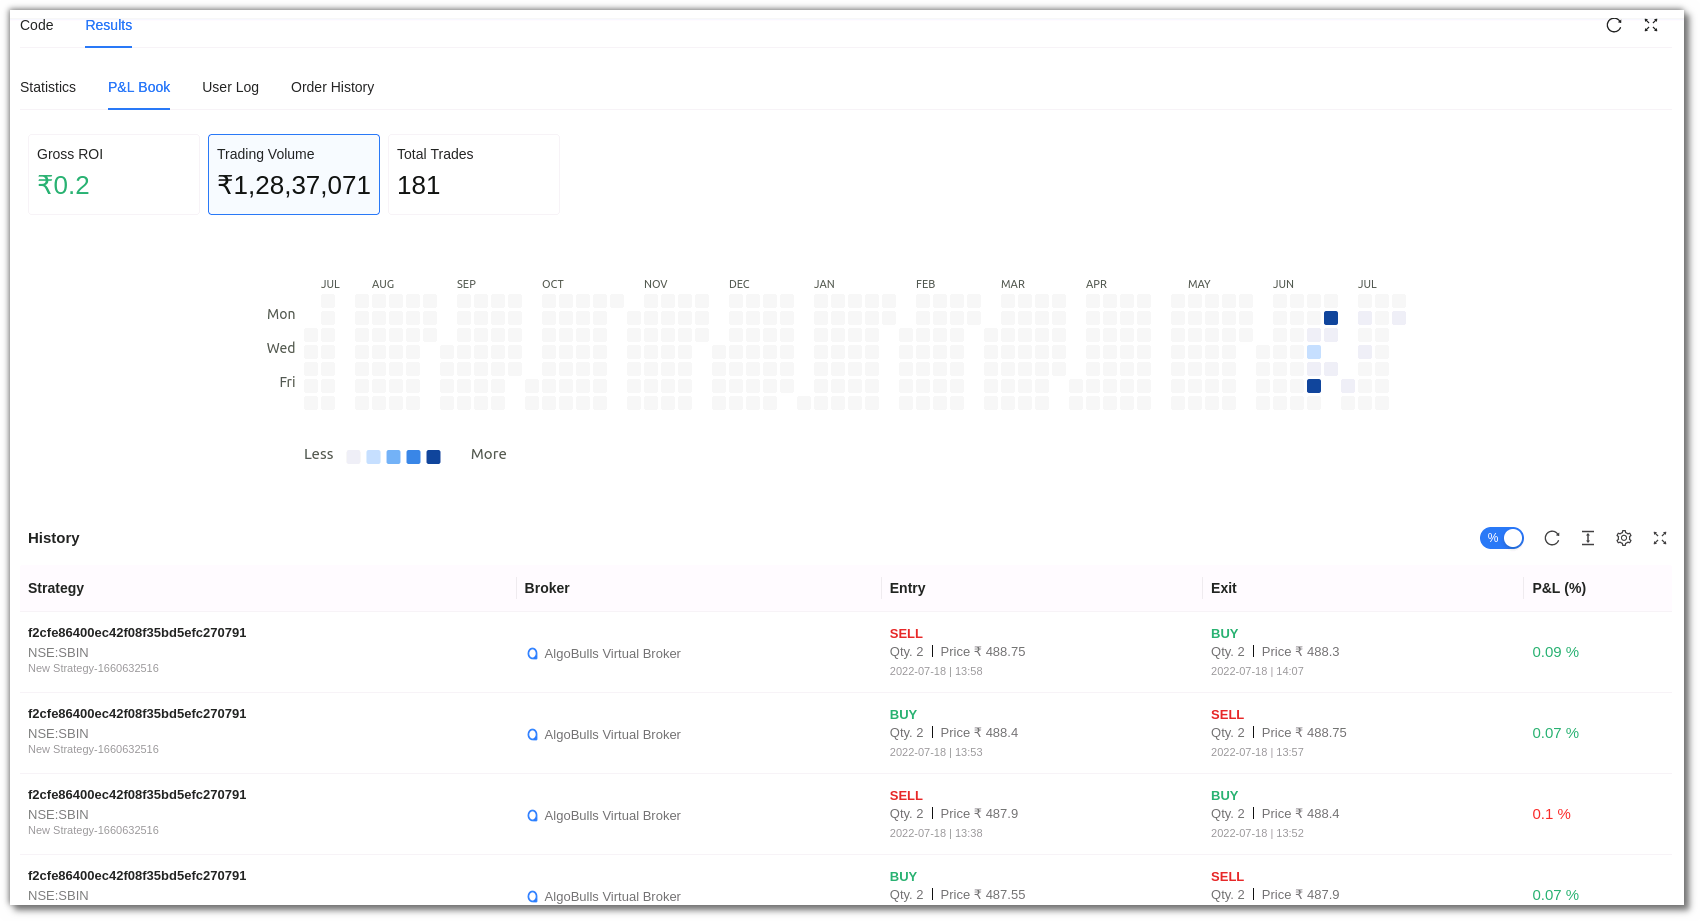 Code Results
Statistics P&L Book User Log Order History
Gross ROI Trading Volume Total Trades
₹0.2 ₹1,28,37,071 181
JUL AUG SEP OCT NOV DEC JAN FEB MAR APR MAY JUN JUL
Mon
Wed
Fri
Less More
History %
Strategy Broker Entry Exit P&L (%)
f2cfe86400ec42f08f35bd5efc270791 SELL BUY
NSE:SBIN AlgoBulls Virtual Broker Qty. 2 | Price ₹ 488.75 Qty. 2 | Price ₹ 488.3 0.09 %
New Strategy-1660632516 2022-07-18 | 13:58 2022-07-18 | 14:07
f2cfe86400ec42f08f35bd5efc270791 BUY SELL
NSE:SBIN AlgoBulls Virtual Broker Qty. 2 | Price ₹ 488.4 Qty. 2 | Price ₹ 488.75 0.07 %
New Strategy-1660632516 2022-07-18 | 13:53 2022-07-18 | 13:57
f2cfe86400ec42f08f35bd5efc270791 SELL BUY
NSE:SBIN AlgoBulls Virtual Broker Qty. 2 | Price ₹ 487.9 Qty. 2 | Price ₹ 488.4 0.1 %
New Strategy-1660632516 2022-07-18 | 13:38 2022-07-18 | 13:52
f2cfe86400ec42f08f35bd5efc270791 BUY SELL
NSE:SBIN AlgoBulls Virtual Broker Qty. 2 | Price ₹ 487.55 Qty. 2 | Price ₹ 487.9 0.07 %